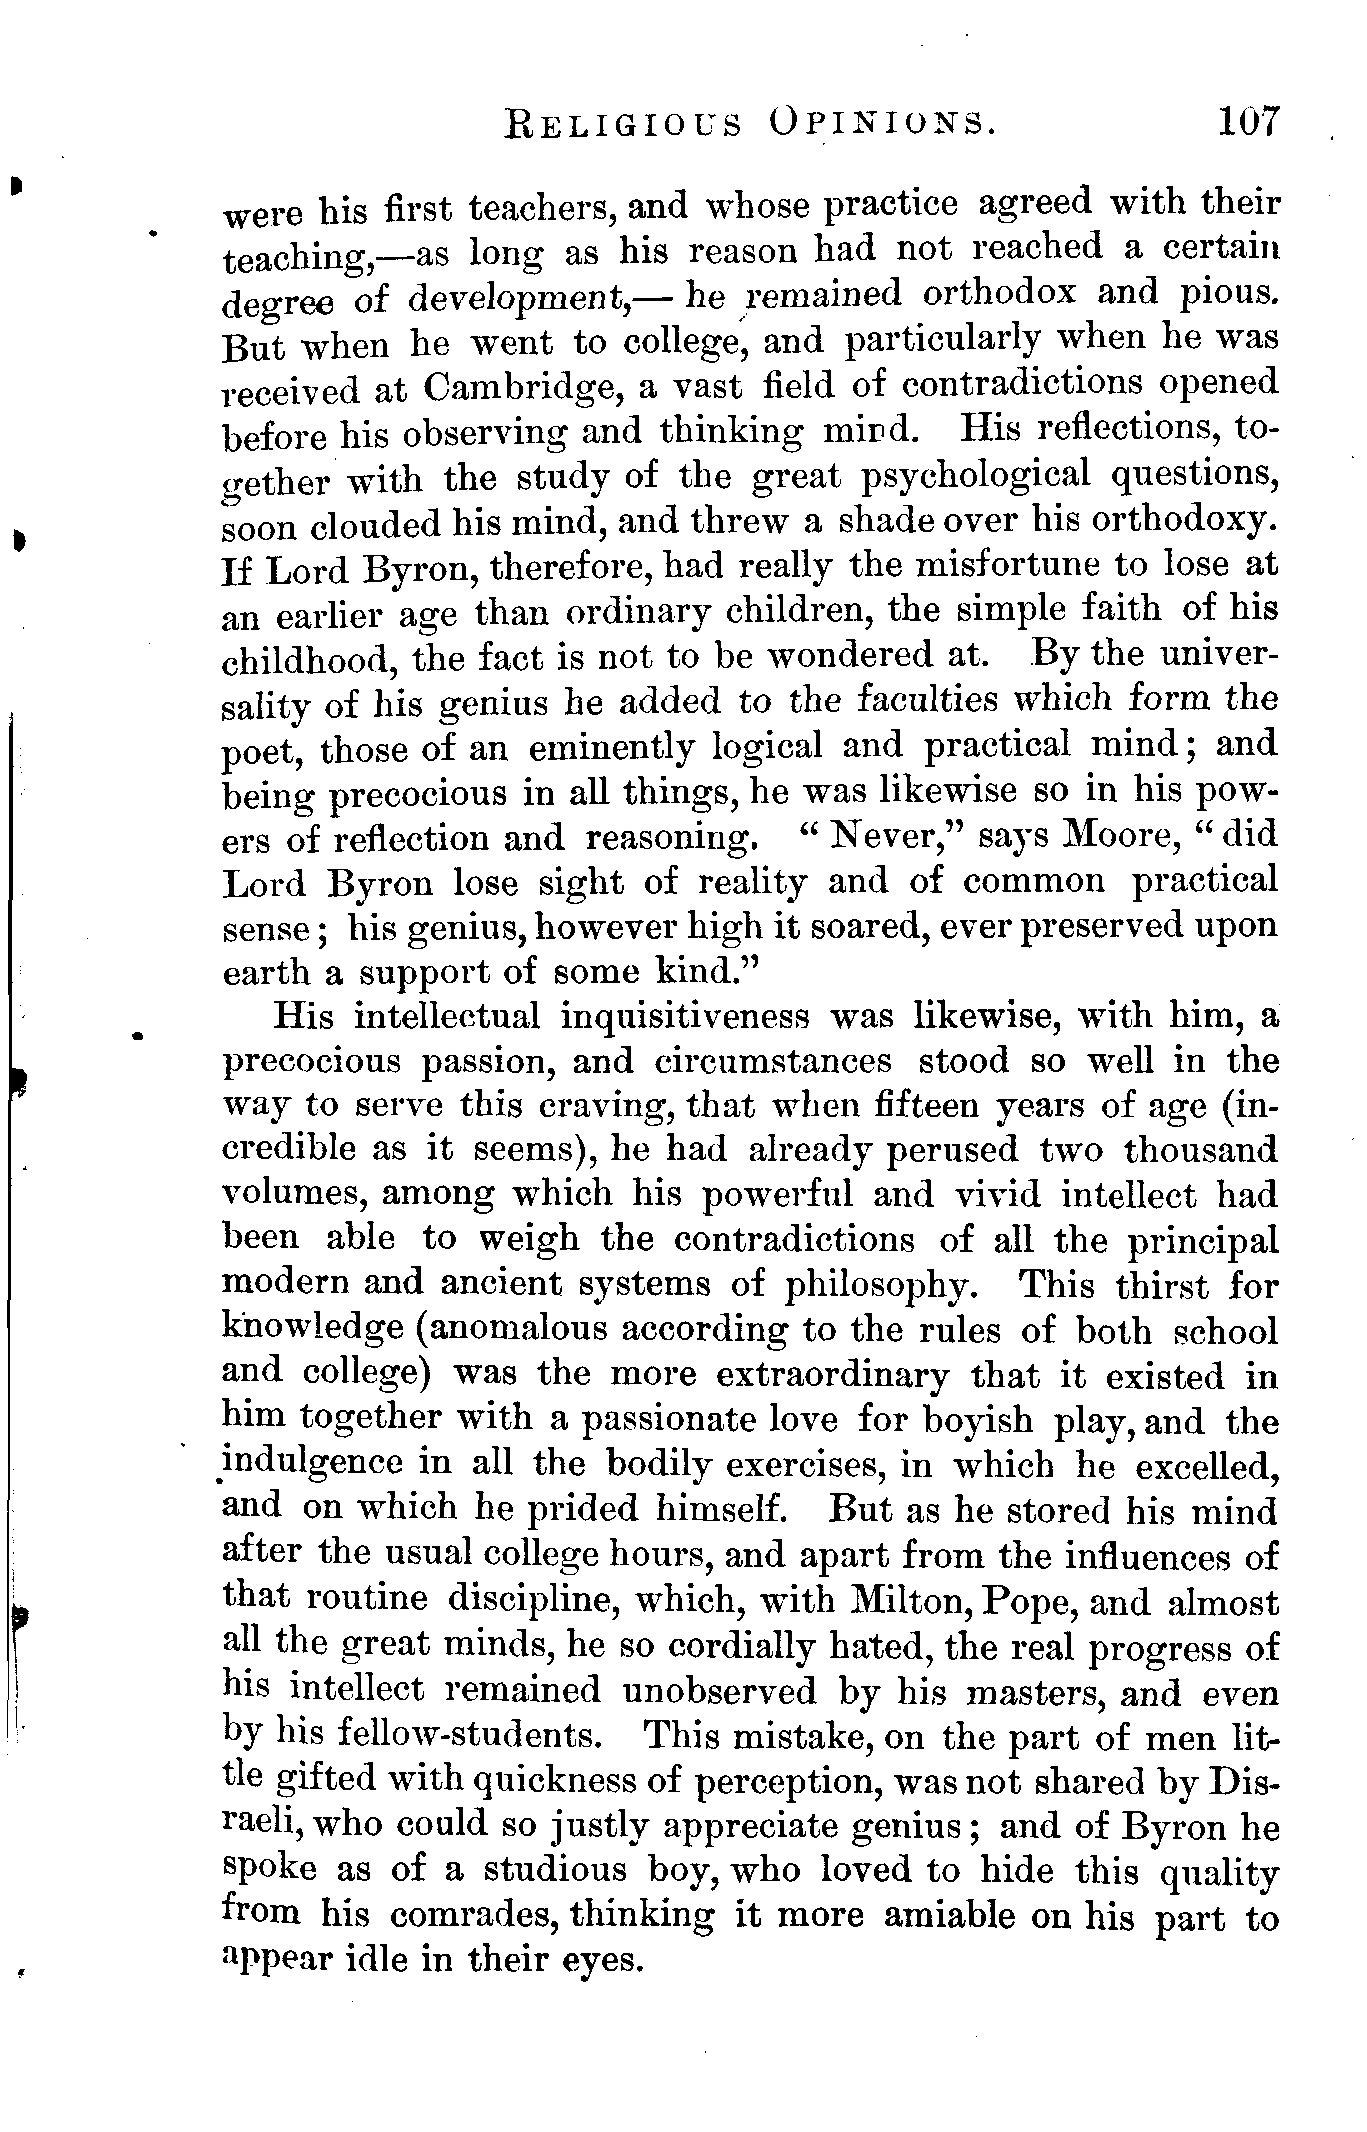 RELIGIOUS OPINIONS. 107
were his first teachers, and whose practice agreed with their
teaching,—as long as his reason had not reached a certain
degree of development,— he remained orthodox and pious.
But when he went to college, and particularly when he was
received at Cambridge, a vast field of contradictions opened
before his observing and thinking mind. His reflections, to-
gether with the study of the great psychological questions,
soon clouded his mind, and threw a shade over his orthodoxy.
If Lord Byron, therefore, had really the misfortune to lose at
an earlier age than ordinary children, the simple faith of his
childhood, the fact is not to be wondered at. By the univer-
sality of his genius he added to the faculties which form the
poet, those of an eminently logical and practical mind; and
being precocious in all things, he was likewise so in his pow-
ers of reflection and reasoning. "Never," says Moore, "did
Lord Byron lose sight of reality and of common practical
sense; his genius, however high it soared, ever preserved upon
earth a support of some kind."
His intellectual inquisitiveness was likewise, with him, a
precocious passion, and circumstances stood so well in the
way to serve this craving, that when fifteen years of age (in-
credible as it seems), he had already perused two thousand
volumes, among which his powerful and vivid intellect had
been able to weigh the contradictions of all the principal
modern and ancient systems of philosophy. This thirst for
knowledge (anomalous according to the rules of both school
and college) was the more extraordinary that it existed in
him together with a passionate love for boyish play, and the
indulgence in all the bodily exercises, in which he excelled,
and on which he prided himself. But as he stored his mind
after the usual college hours, and apart from the influences of
that routine discipline, which, with Milton, Pope, and almost
all the great minds, he so cordially hated, the real progress of
his intellect remained unobserved by his masters, and even
by his fellow-students. This mistake, on the part of men lit-
tle gifted with quickness of perception, was not shared by Dis-
raeli, who could so justly appreciate genius; and of Byron he
spoke as of a studious boy, who loved to hide this quality
from his comrades, thinking it more amiable on his part to
appear idle in their eyes.